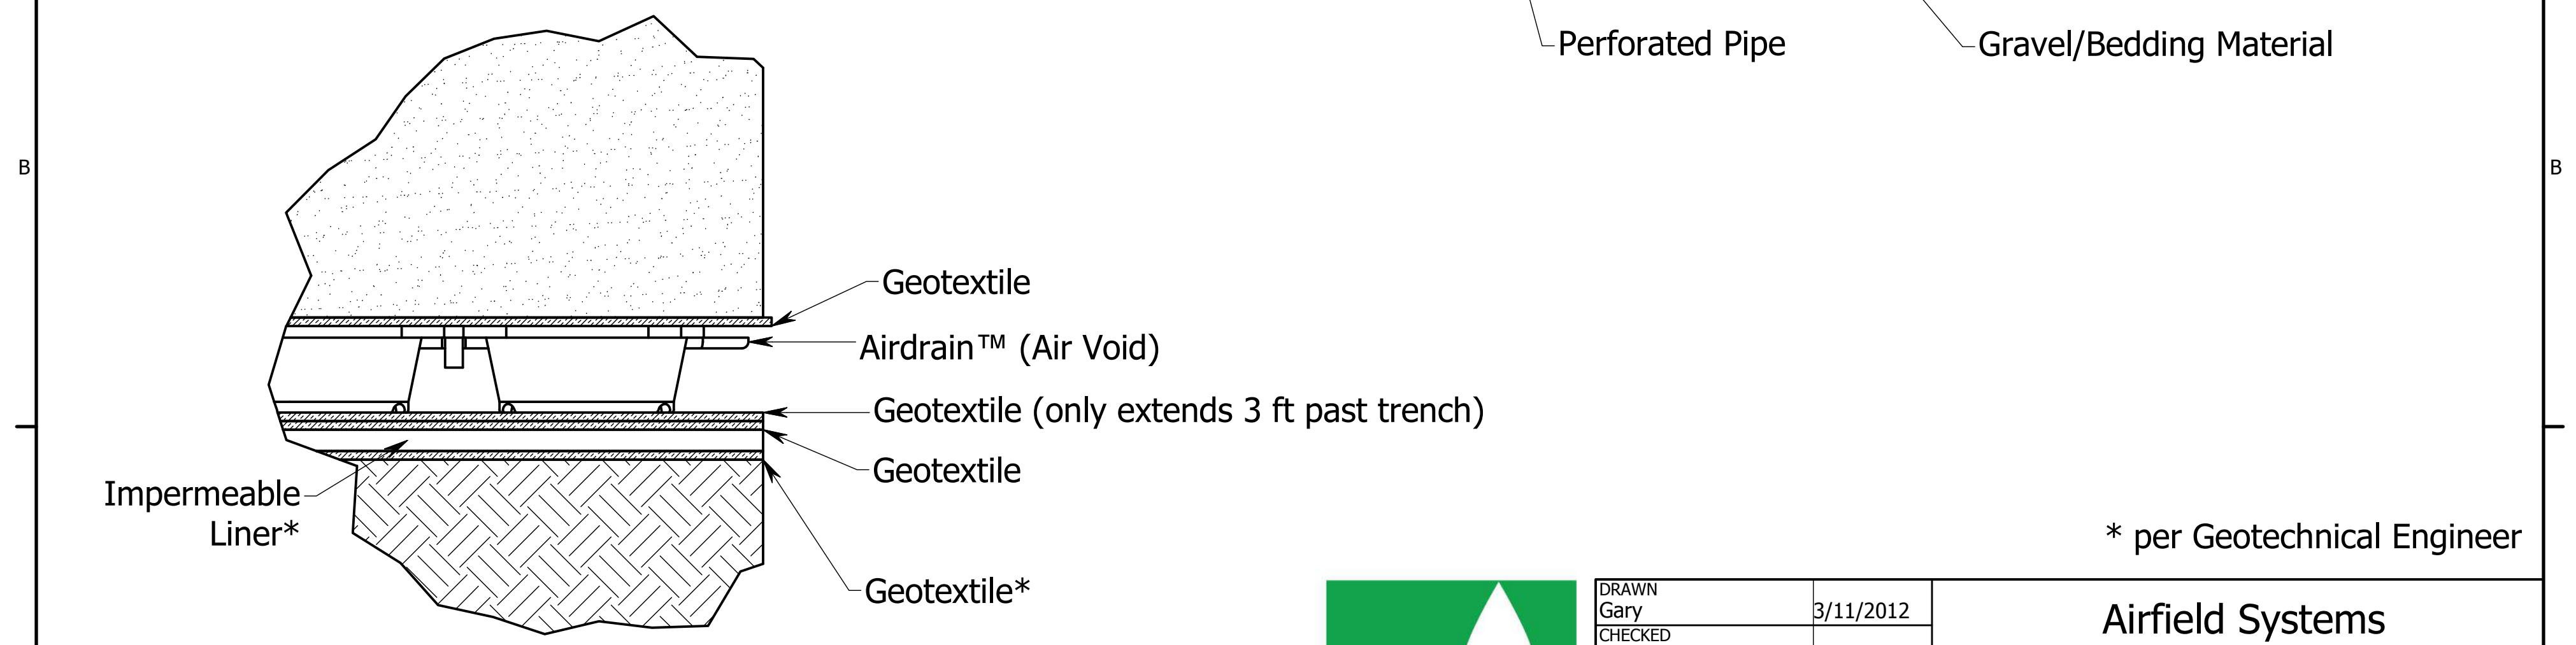 Perforated Pipe
Gravel/Bedding Material
B
B
Geotextile
Airdrain™ (Air Void)
Geotextile (only extends 3 ft past trench)
Geotextile
Impermeable
Liner*
Geotextile*
* per Geotechnical Engineer
DRAWN
Gary
3/11/2012
CHECKED
Airfield Systems